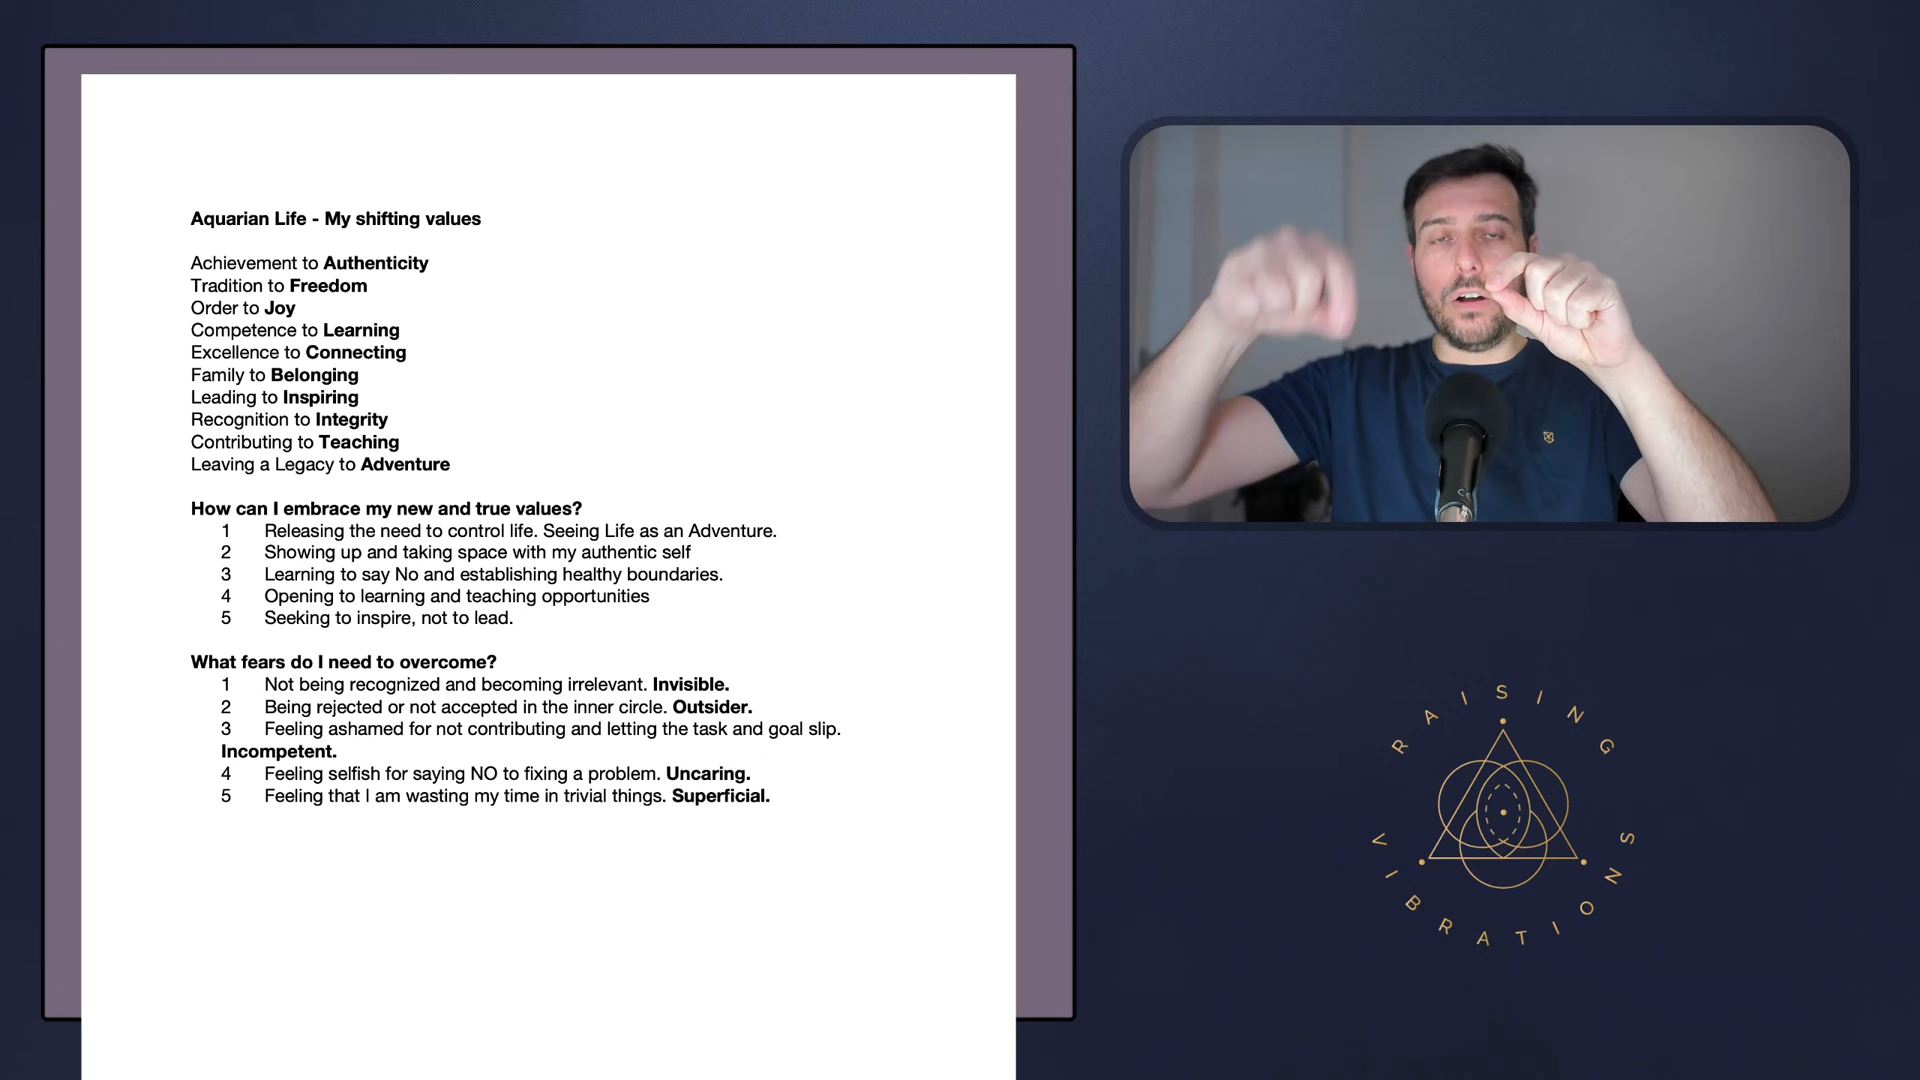 Aquarian Life - My shifting values
Achievement to Authenticity
Tradition to Freedom
Order to Joy
Competence to Learning
Excellence to Connecting
Family to Belonging
Leading to Inspiring
Recognition to Integrity
Contributing to Teaching
Leaving a Legacy to Adventure
How can I embrace my new and true values?
1 Releasing the need to control life. Seeing Life as an Adventure.
2 Showing up and taking space with my authentic self
3 Learning to say No and establishing healthy boundaries.
4 Opening to learning and teaching opportunities
5 Seeking to inspire, not to lead.
What fears do I need to overcome?
1 Not being recognized and becoming irrelevant. Invisible.
2 Being rejected or not accepted in the inner circle. Outsider.
3 Feeling ashamed for not contributing and letting the task and goal slip.
Incompetent.
4 Feeling selfish for saying NO to fixing a problem. Uncaring.
5 Feeling that I am wasting my time in trivial things. Superficial.
RAISING
VIBRATIONS